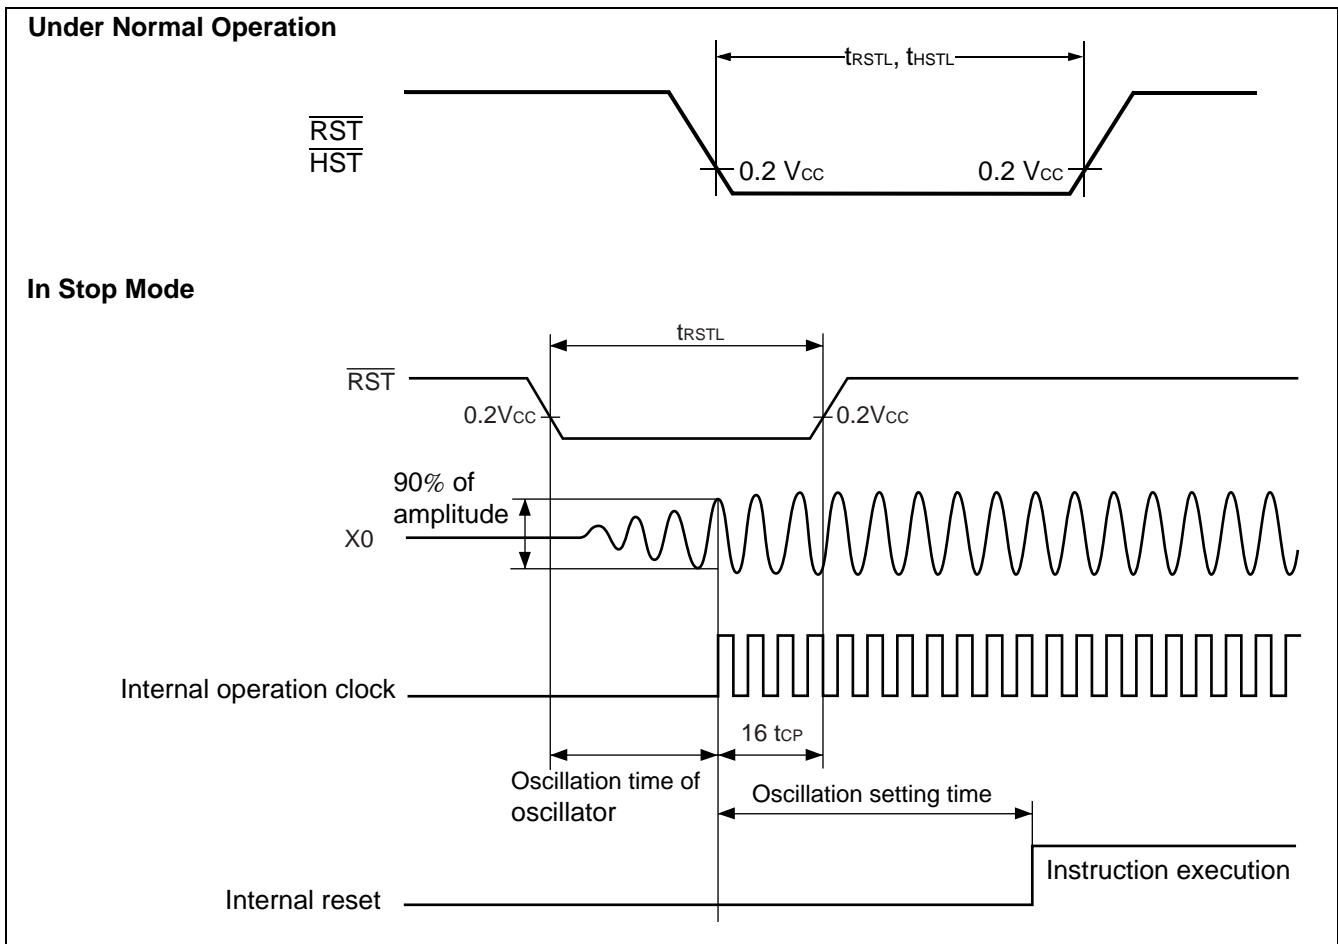 Under Normal Operation
tRSTL, tHSTL
RST
HST
0.2 VCC
0.2 VCC
In Stop Mode
tRSTL
RST
0.2VCC
0.2VCC
90% of
amplitude
X0
Internal operation clock
16 tCP
Oscillation time of
oscillator
Oscillation setting time
Instruction execution
Internal reset